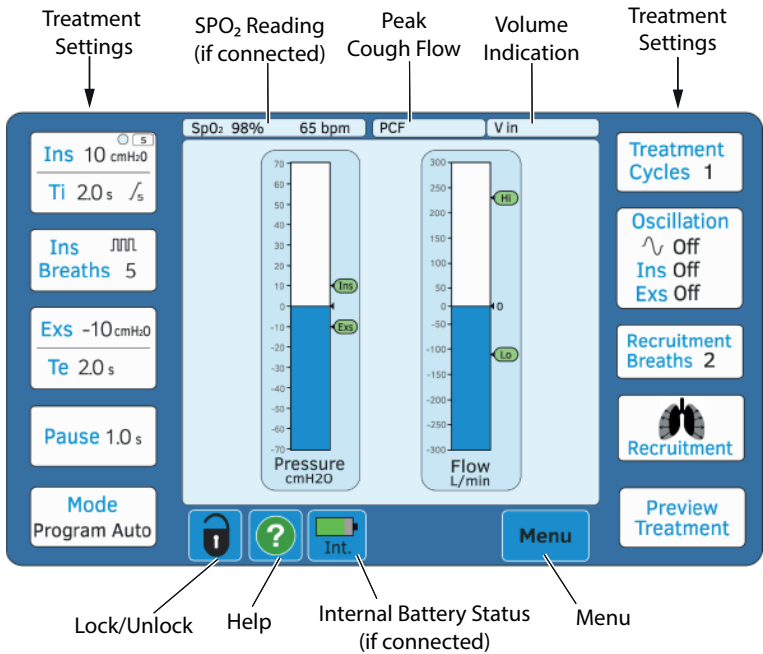 Treatment
Settings
SPO₂ Reading
(if connected)
Peak
Cough Flow
Volume
Indication
Treatment
Settings
SpO₂ 98% 65 bpm
PCF
V in
S
Ins 10 cmH₂0
Ti 2.0 s
s
Ins
Breaths 5
Exs -10 cmH₂0
Te 2.0 s
Pause 1.0 s
Mode
Program Auto
70
60
50
40
30
20
10
0
-10
-20
-30
-40
-50
-60
-70
Ins
Exs
Pressure
cmH2O
300
250
200
150
100
50
0
-50
-100
-150
-200
-250
-300
Hi
0
Lo
Flow
L/min
Treatment
Cycles 1
Oscillation
Off
Ins Off
Exs Off
Recruitment
Breaths 2
Recruitment
Preview
Treatment
?
Int.
Menu
Lock/Unlock
Help
Internal Battery Status
(if connected)
Menu